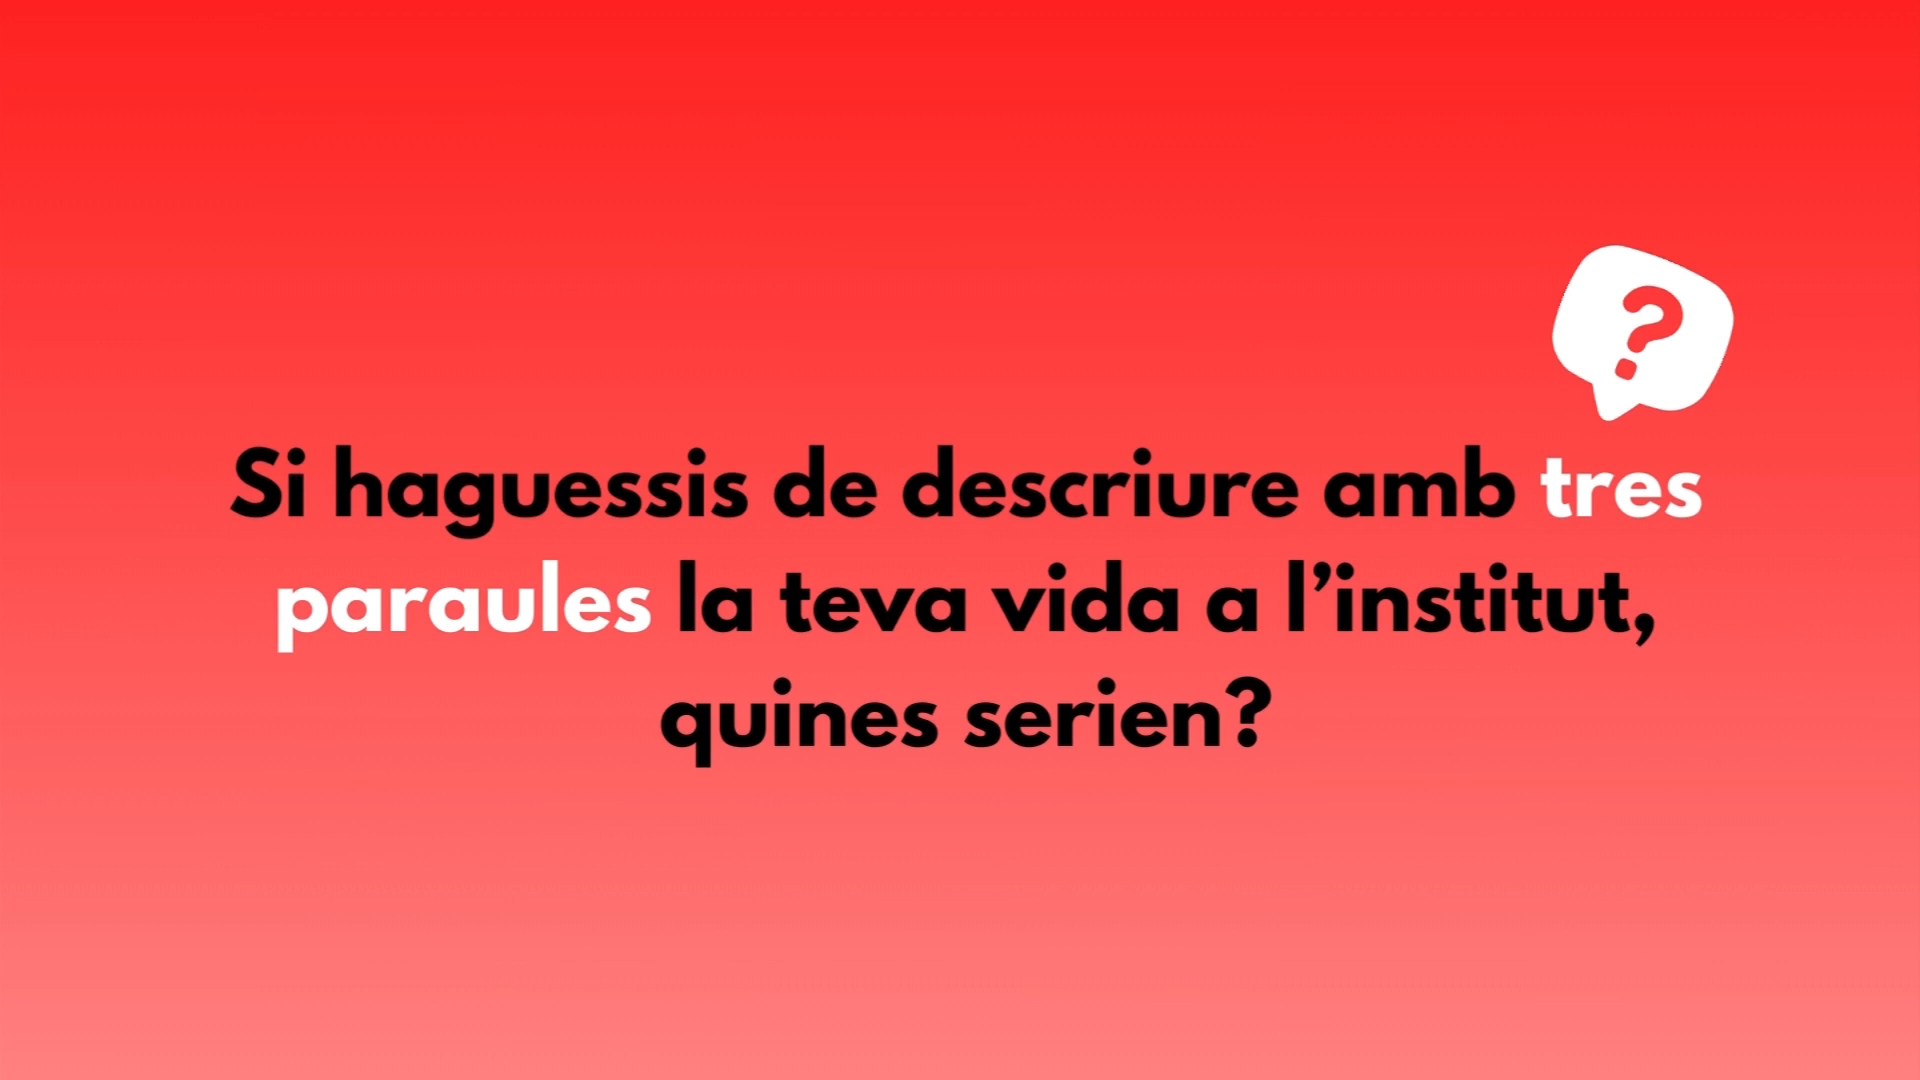 Si haguessis de descriure amb tres
paraules la teva vida a l’institut,
quines serien?